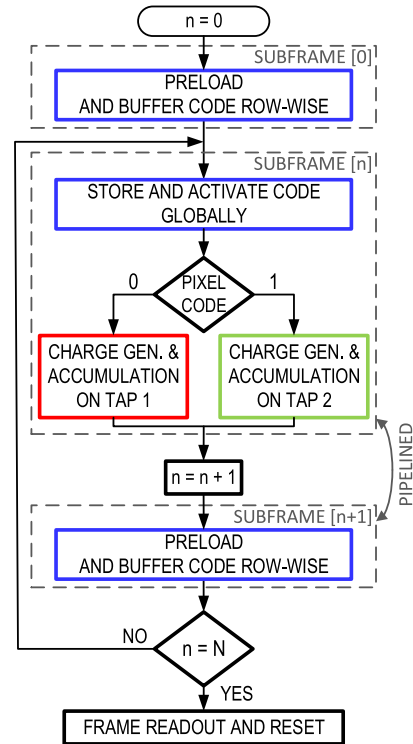 n = 0
SUBFRAME [0]
PRELOAD
AND BUFFER CODE ROW-WISE
SUBFRAME [n]
STORE AND ACTIVATE CODE
GLOBALLY
PIXEL
CODE
0
1
CHARGE GEN. &
ACCUMULATION
ON TAP 1
CHARGE GEN. &
ACCUMULATION
ON TAP 2
PIPELINED
n = n + 1
SUBFRAME [n+1]
PRELOAD
AND BUFFER CODE ROW-WISE
NO
n = N
YES
FRAME READOUT AND RESET